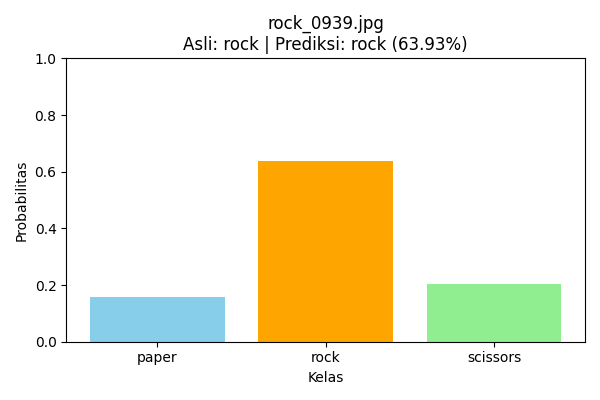 rock_0939.jpg
Asli: rock | Prediksi: rock (63.93%)
1.0
0.8
0.6
0.4
0.2
0.0
Probabilitas
paper
rock
scissors
Kelas